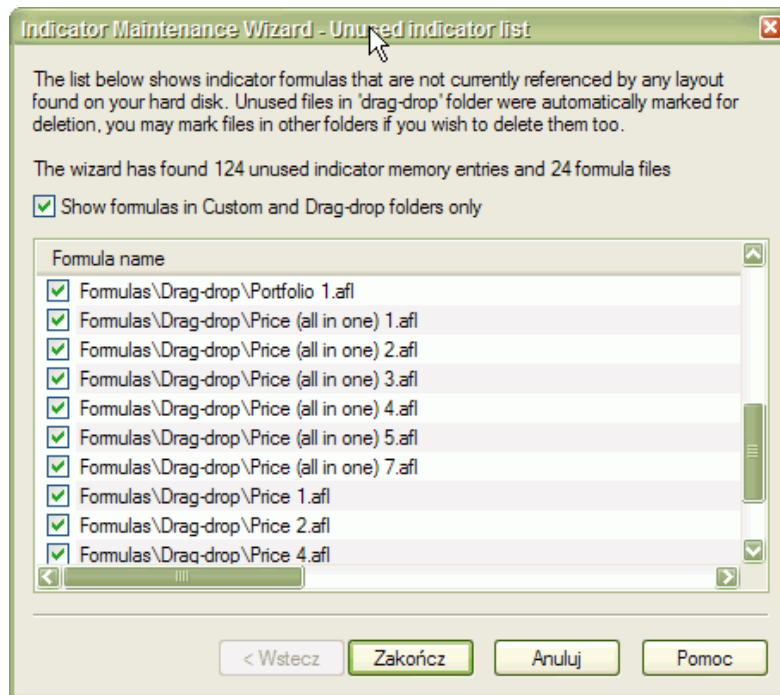 Indicator Maintenance Wizard - Unused indicator list
The list below shows indicator formulas that are not currently referenced by any layout
found on your hard disk. Unused files in 'drag-drop' folder were automatically marked for
deletion, you may mark files in other folders if you wish to delete them too.
The wizard has found 124 unused indicator memory entries and 24 formula files
Show formulas in Custom and Drag-drop folders only
Formula name
Formulas\Drag-drop\Portfolio 1.afl
Formulas\Drag-drop\Price (all in one) 1.afl
Formulas\Drag-drop\Price (all in one) 2.afl
Formulas\Drag-drop\Price (all in one) 3.afl
Formulas\Drag-drop\Price (all in one) 4.afl
Formulas\Drag-drop\Price (all in one) 5.afl
Formulas\Drag-drop\Price (all in one) 7.afl
Formulas\Drag-drop\Price 1.afl
Formulas\Drag-drop\Price 2.afl
Formulas\Drag-drop\Price 4.afl
< Wstecz Zakończ Anuluj Pomoc